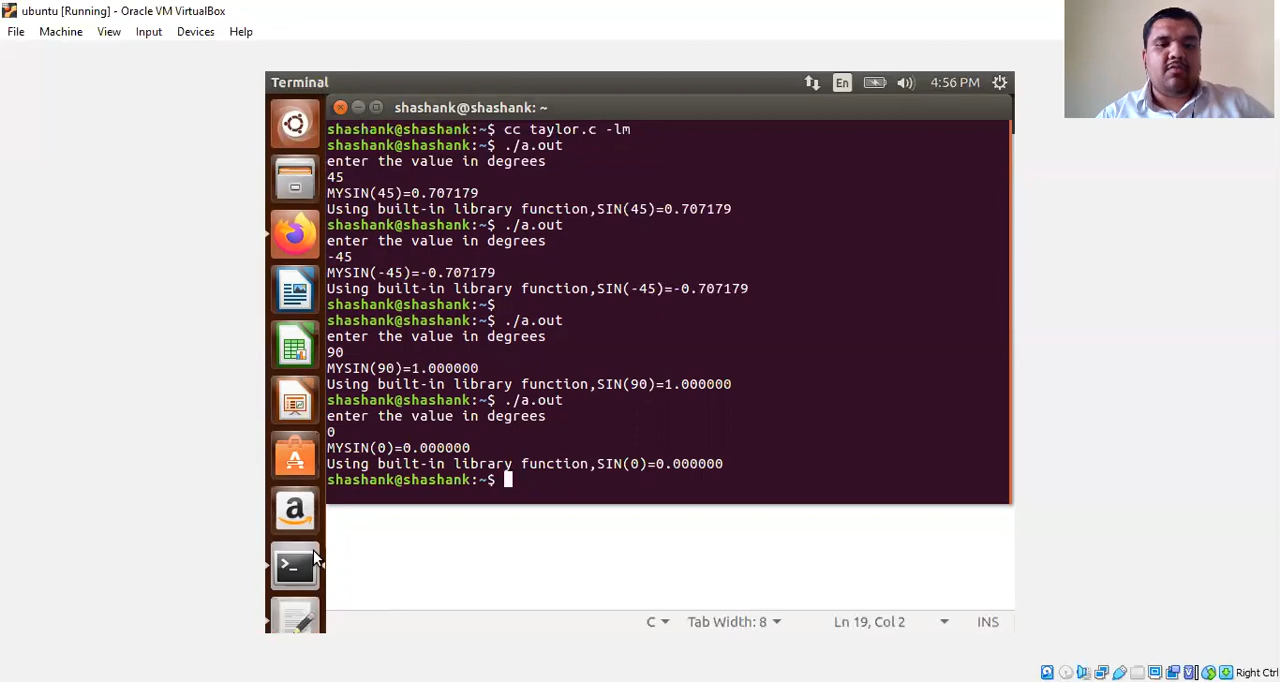 ubuntu [Running] - Oracle VM VirtualBox
File Machine View Input Devices Help
Terminal En 4:56 PM
shashank@shashank: ~
shashank@shashank:~$ cc taylor.c -lm
shashank@shashank:~$ ./a.out
enter the value in degrees
45
MYSIN(45)=0.707179
Using built-in library function,SIN(45)=0.707179
shashank@shashank:~$ ./a.out
enter the value in degrees
-45
MYSIN(-45)=-0.707179
Using built-in library function,SIN(-45)=-0.707179
shashank@shashank:~$
shashank@shashank:~$ ./a.out
enter the value in degrees
90
MYSIN(90)=1.000000
Using built-in library function,SIN(90)=1.000000
shashank@shashank:~$ ./a.out
enter the value in degrees
0
MYSIN(0)=0.000000
Using built-in library function,SIN(0)=0.000000
shashank@shashank:~$
C Tab Width: 8 Ln 19, Col 2 INS
Right Ctrl